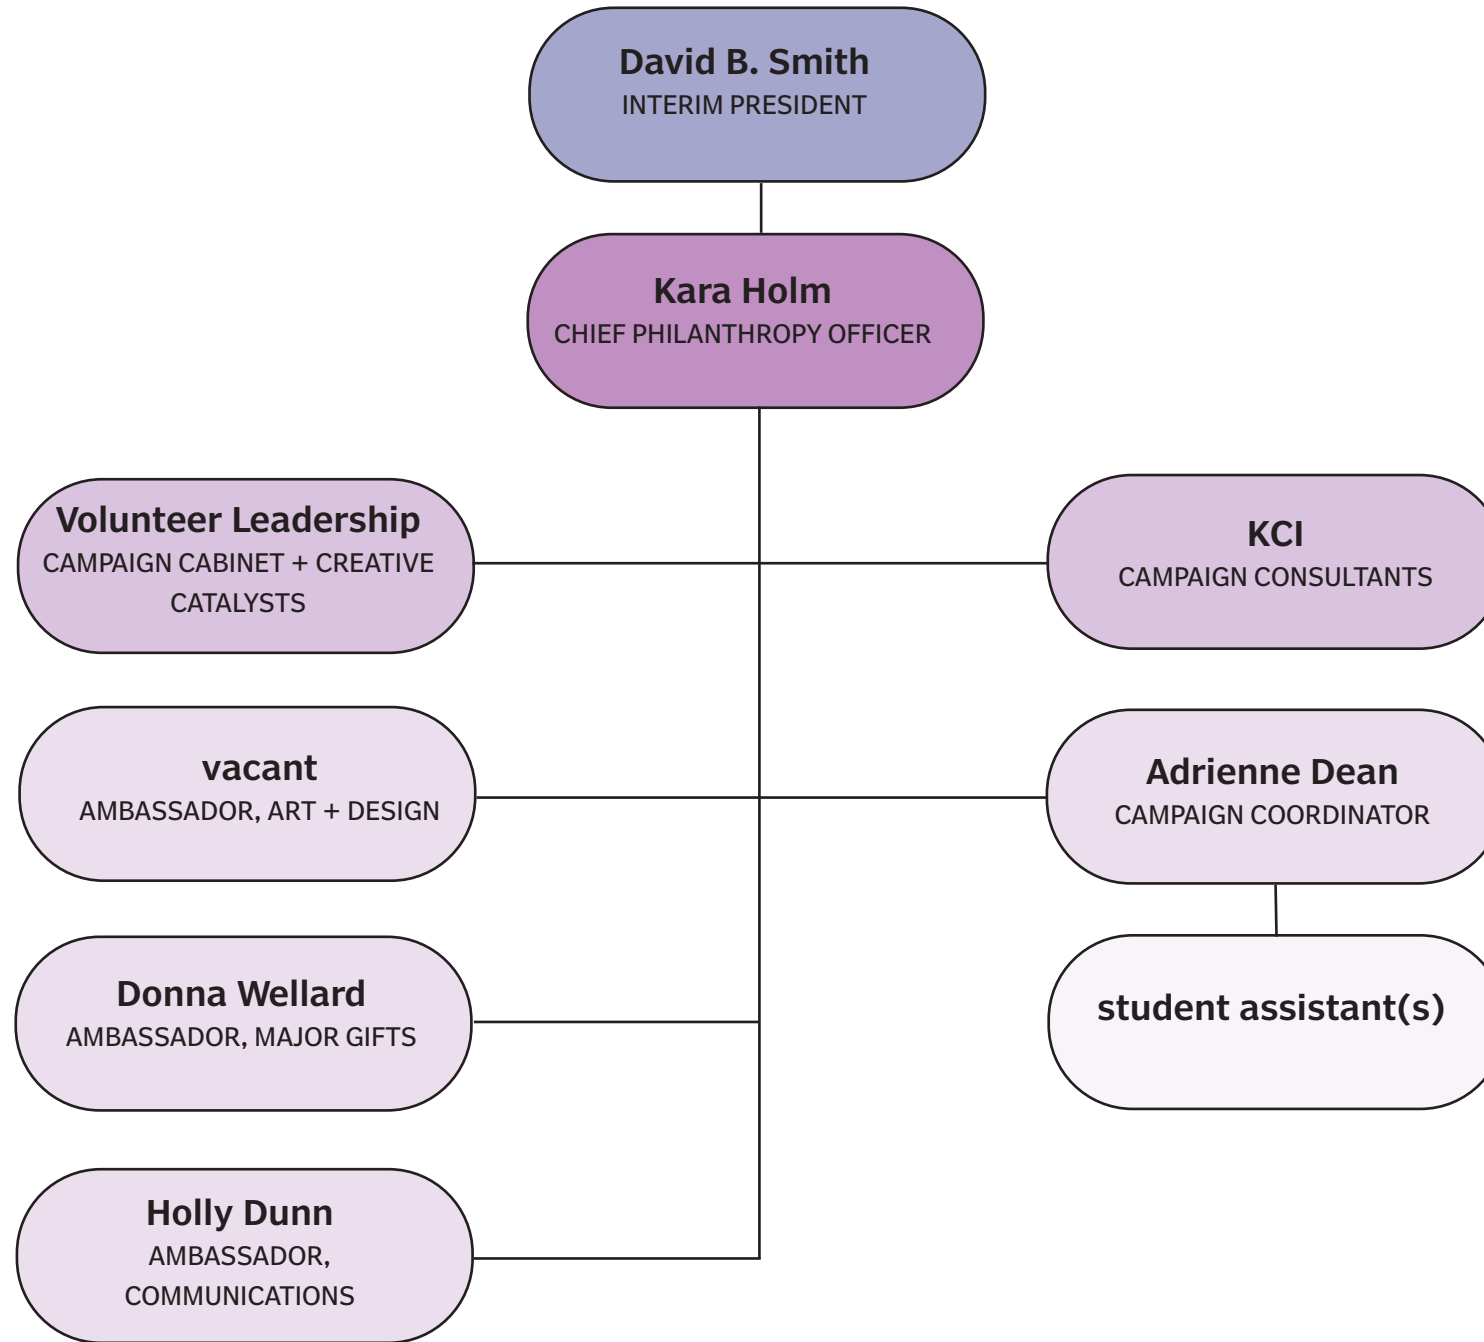 David B. Smith
INTERIM PRESIDENT
Kara Holm
CHIEF PHILANTHROPY OFFICER
Volunteer Leadership
CAMPAIGN CABINET + CREATIVE
CATALYSTS
KCI
CAMPAIGN CONSULTANTS
vacant
AMBASSADOR, ART + DESIGN
Adrienne Dean
CAMPAIGN COORDINATOR
Donna Wellard
AMBASSADOR, MAJOR GIFTS
student assistant(s)
Holly Dunn
AMBASSADOR,
COMMUNICATIONS